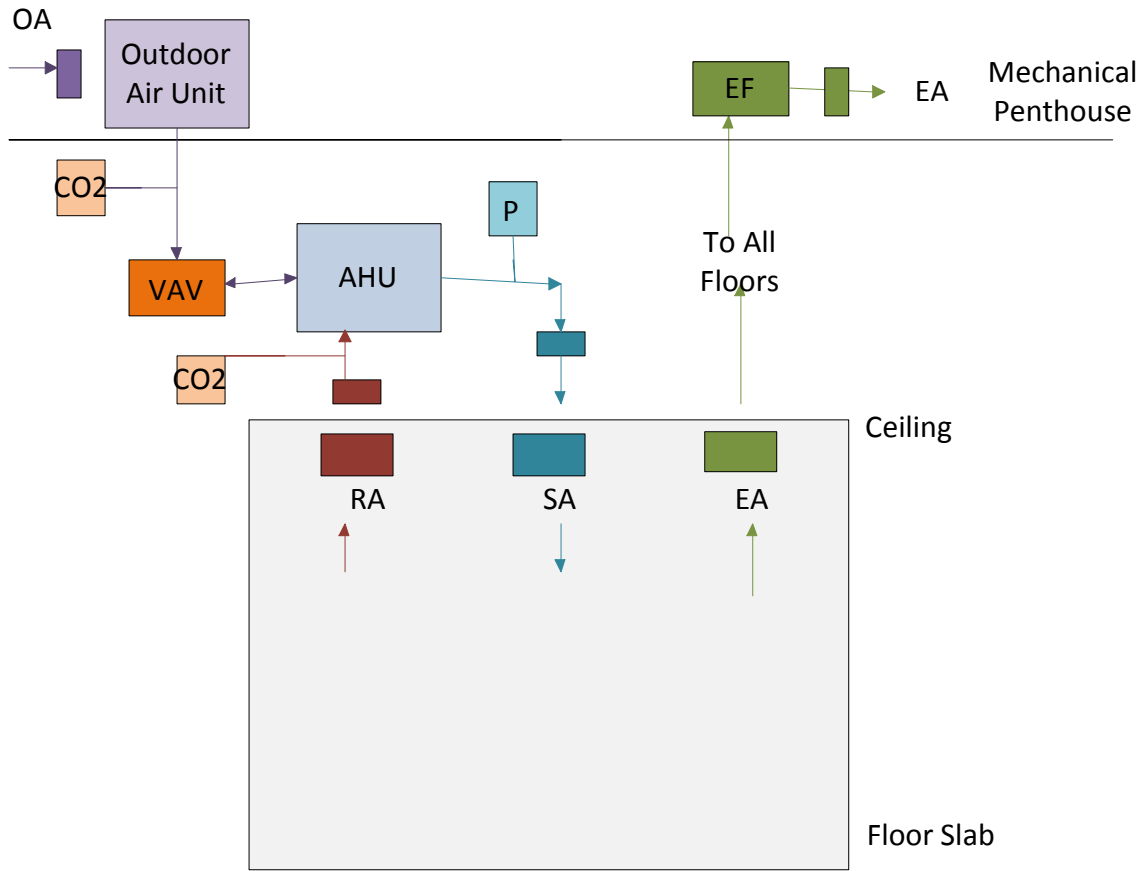 OA
Outdoor
Air Unit
EF
EA
Mechanical
Penthouse
CO2
P
To All
Floors
VAV
AHU
CO2
Ceiling
RA
SA
EA
Floor Slab